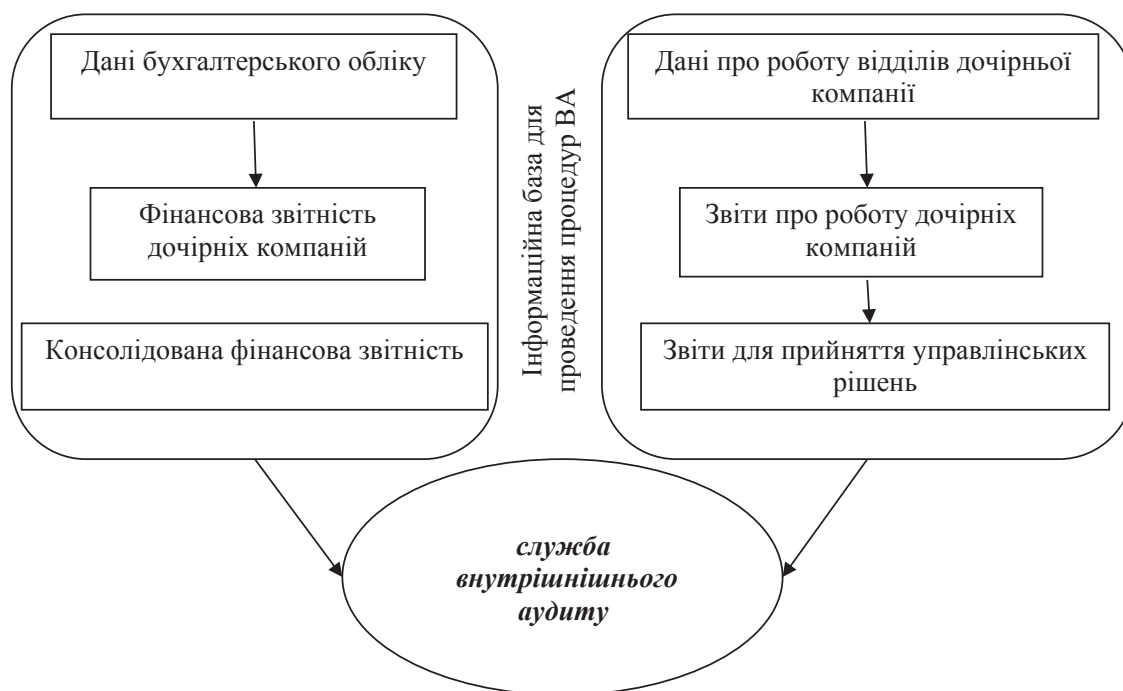 Дані бухгалтерського обліку
Фінансова звітність
дочірніх компаній
Консолідована фінансова звітність
Інформаційна база для
проведення процедур ВА
Дані про роботу відділів дочірньої
компанії
Звіти про роботу дочірніх
компаній
Звіти для прийняття управлінських
рішень
служба
внутрішнішнього
аудиту